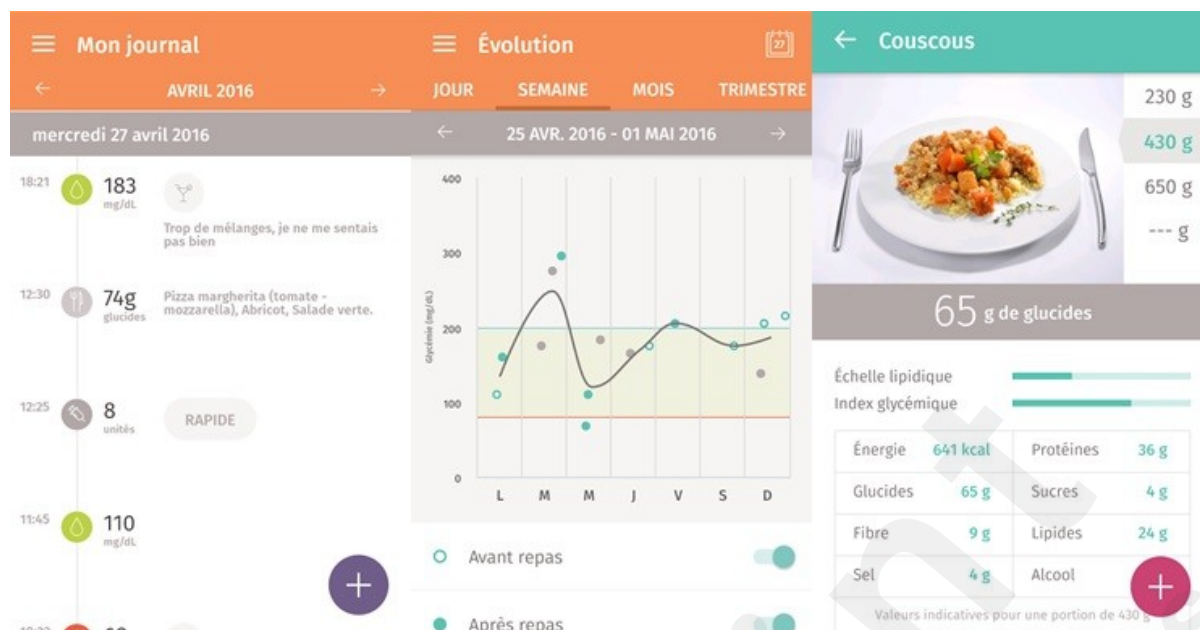 Mon journal
AVRIL 2016
mercredi 27 avril 2016
18:21
183
mg/dL
Trop de mélanges, je ne me sentais
pas bien
12:30
74g
glucides
Pizza margherita (tomate -
mozzarella), Abricot, Salade verte.
12:25
8
unités
RAPIDE
11:45
110
mg/dL
Évolution
27
JOUR SEMAINE MOIS TRIMESTRE
25 AVR. 2016 - 01 MAI 2016
Glycémie (mg/dL)
400
300
200
100
0
L M M J V S D
Avant repas
Après repas
Couscous
230 g
430 g
650 g
--- g
65 g de glucides
Échelle lipidique
Index glycémique
Énergie 641 kcal Protéines 36 g
Glucides 65 g Sucres 4 g
Fibre 9 g Lipides 24 g
Sel 4 g Alcool
Valeurs indicatives pour une portion de 430 g